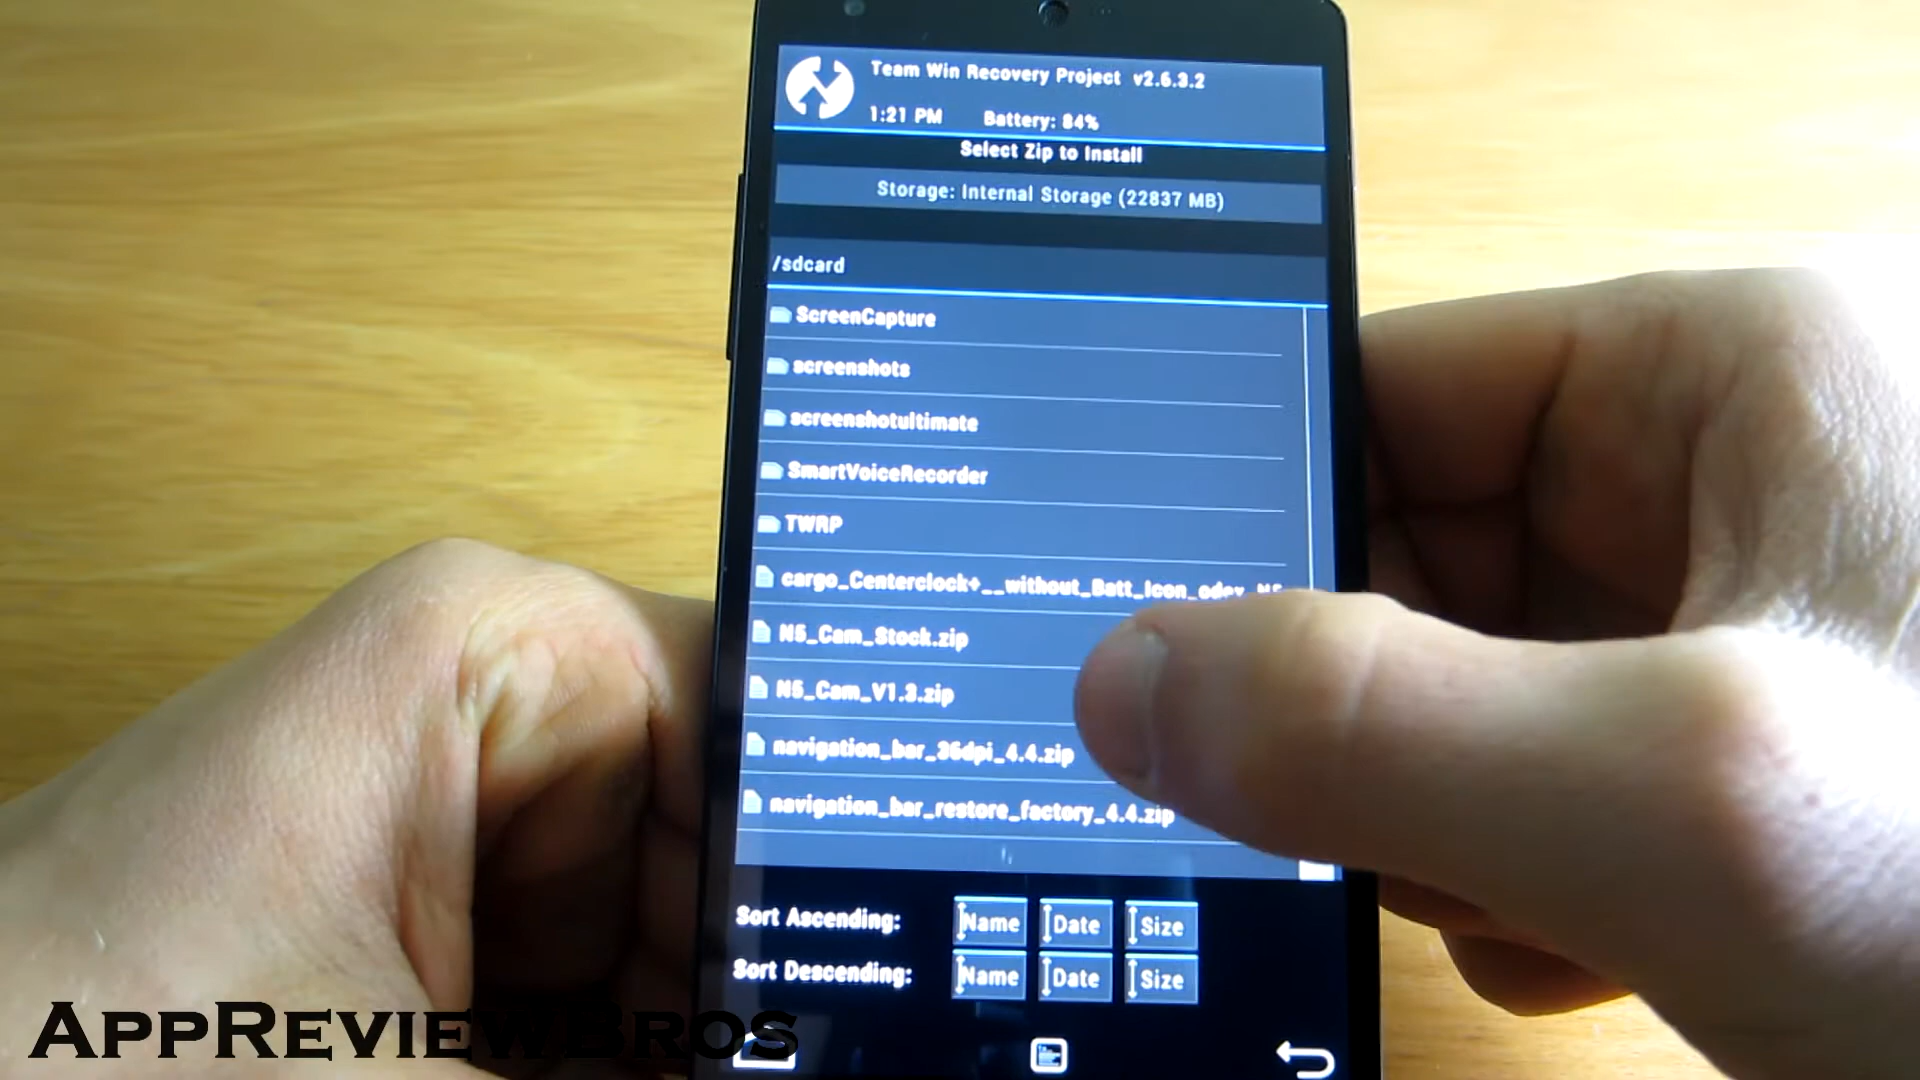 Team Win Recovery Project v2.6.3.2
1:21 PM Battery: 84%
Select Zip to Install
Storage: Internal Storage (22837 MB)
/sdcard
ScreenCapture
screenshots
screenshotultimate
SmartVoiceRecorder
TWRP
cargo_Centerclock+__without_Batt_Icon_odex_N5
N5_Cam_Stock.zip
N5_Cam_V1.3.zip
navigation_bar_36dpi_4.4.zip
navigation_bar_restore_factory_4.4.zip
Sort Ascending: Name Date Size
Sort Descending: Name Date Size
AppReviewBros